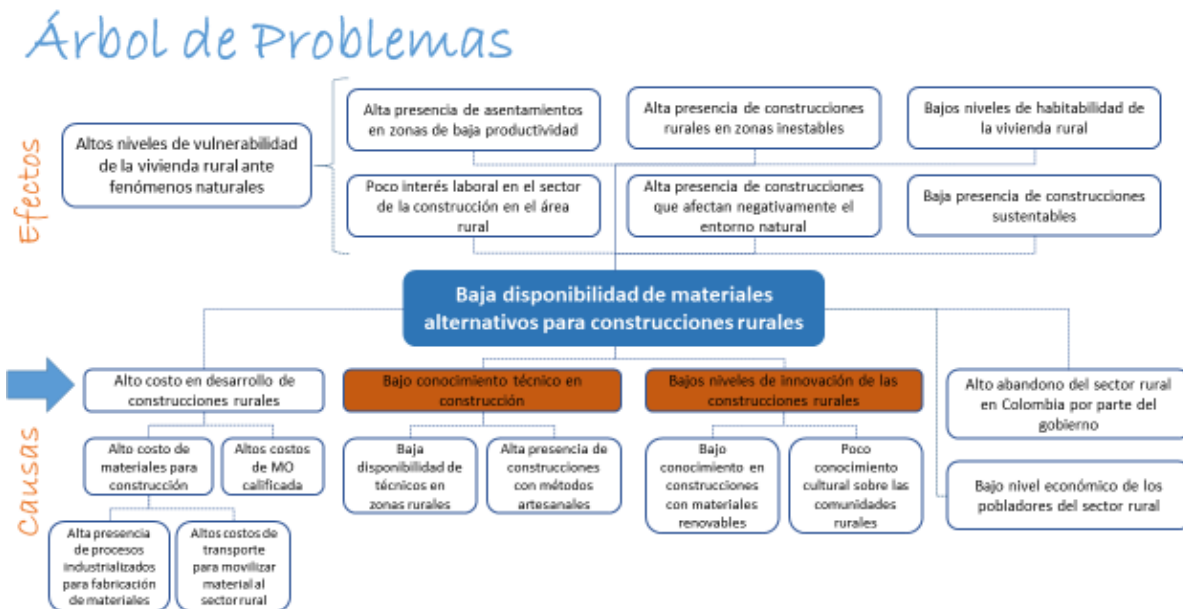 Árbol de Problemas
Efectos
Altos niveles de vulnerabilidad
de la vivienda rural ante
fenómenos naturales
Alta presencia de asentamientos
en zonas de baja productividad
Alta presencia de construcciones
rurales en zonas inestables
Bajos niveles de habitabilidad de
la vivienda rural
Poco interés laboral en el sector
de la construcción en el área
rural
Alta presencia de construcciones
que afectan negativamente el
entorno natural
Baja presencia de construcciones
sustentables
Baja disponibilidad de materiales
alternativos para construcciones rurales
Causas
Alto costo en desarrollo de
construcciones rurales
Bajo conocimiento técnico en
construcción
Bajos niveles de innovación de las
construcciones rurales
Alto abandono del sector rural
en Colombia por parte del
gobierno
Alto costo de
materiales para
construcción
Altos costos
de MO
calificada
Baja
disponibilidad de
técnicos en
zonas rurales
Alta presencia de
construcciones
con métodos
artesanales
Bajo
conocimiento en
construcciones
con materiales
renovables
Poco
conocimiento
cultural sobre las
comunidades
rurales
Bajo nivel económico de los
pobladores del sector rural
Alta presencia
de procesos
industrializados
para fabricación
de materiales
Altos costos de
transporte
para movilizar
material al
sector rural